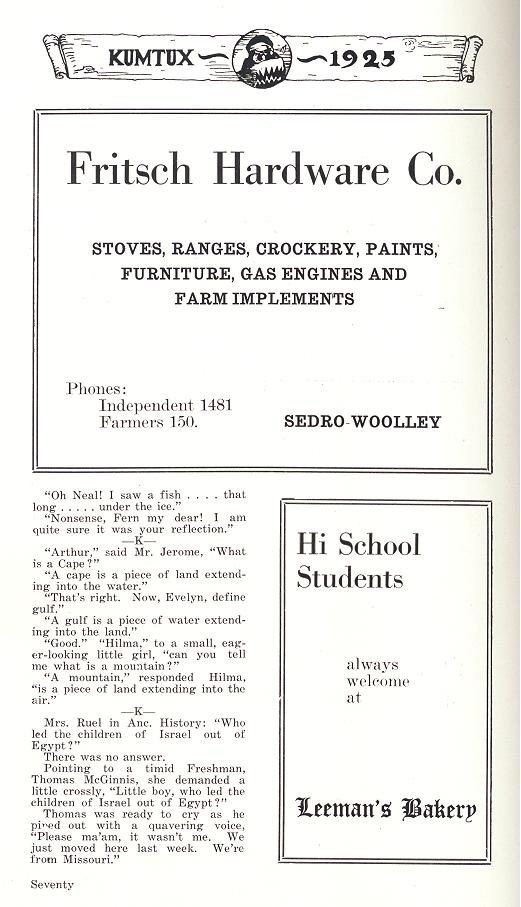 KUMTUX 1925
Fritsch Hardware Co.
STOVES, RANGES, CROCKERY, PAINTS,
FURNITURE, GAS ENGINES AND
FARM IMPLEMENTS
Phones:
Independent 1481
Farmers 150.
SEDRO-WOOLLEY
"Oh Neal! I saw a fish . . . . that
long . . . . . under the ice."
"Nonsense, Fern my dear! I am
quite sure it was your reflection."
—K—
"Arthur," said Mr. Jerome, "What
is a Cape?"
"A cape is a piece of land extend-
ing into the water."
"That's right. Now, Evelyn, define
gulf."
"A gulf is a piece of water extend-
ing into the land."
"Good." "Hilma," to a small, eag-
er-looking little girl, "can you tell
me what is a mountain?"
"A mountain," responded Hilma,
"is a piece of land extending into the
air."
—K—
Mrs. Ruel in Anc. History: "Who
led the children of Israel out of
Egypt?"
There was no answer.
Pointing to a timid Freshman,
Thomas McGinnis, she demanded a
little crossly, "Little boy, who led the
children of Israel out of Egypt?"
Thomas was ready to cry as he
piped out with a quavering voice,
"Please ma'am, it wasn't me. We
just moved here last week. We're
from Missouri."
Hi School
Students
always
welcome
at
Leeman's Bakery
Seventy